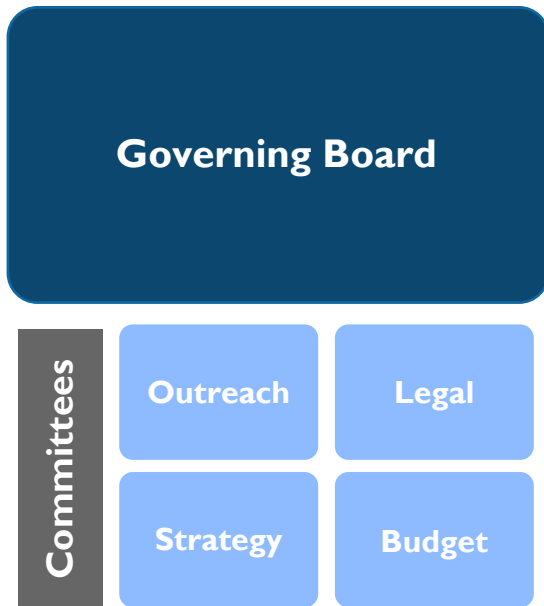 Governing Board
Committees
Outreach
Legal
Strategy
Budget